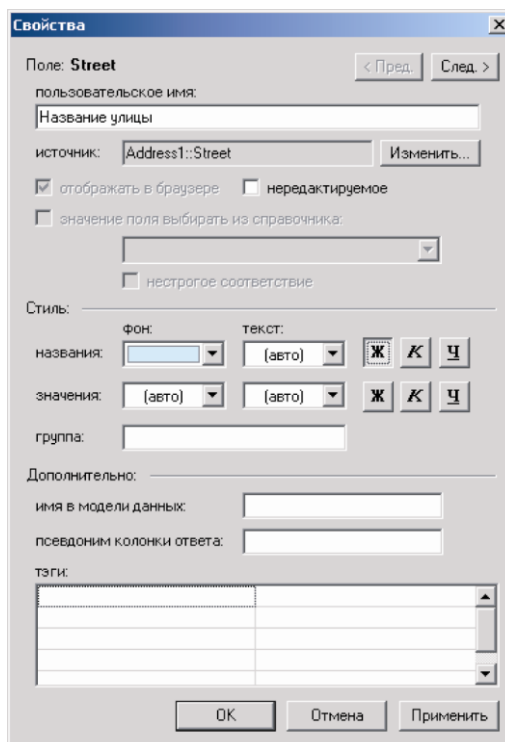 Свойства
Поле: Street
< Пред.
След. >
пользовательское имя:
Название улицы
источник: Address1::Street Изменить...
отображать в браузере нередактируемое
значение поля выбирать из справочника:
нестрогое соответствие
Стиль:
фон: текст:
названия: (авто) Ж К Ч
значения: (авто) (авто) Ж К Ч
группа:
Дополнительно:
имя в модели данных:
псевдоним колонки ответа:
тэги:
OK Отмена Применить